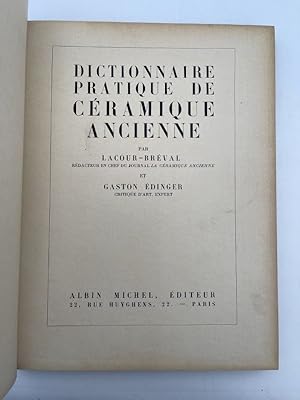 DICTIONNAIRE
PRATIQUE DE
CÉRAMIQUE
ANCIENNE
PAR
LACOUR-BRÉVAL
RÉDACTEUR EN CHEF DU JOURNAL LA CÉRAMIQUE ANCIENNE
ET
GASTON ÉDINGER
CRITIQUE D'ART. EXPERT
ALBIN MICHEL, ÉDITEUR
22, RUE HUYGHENS, 22. — PARIS